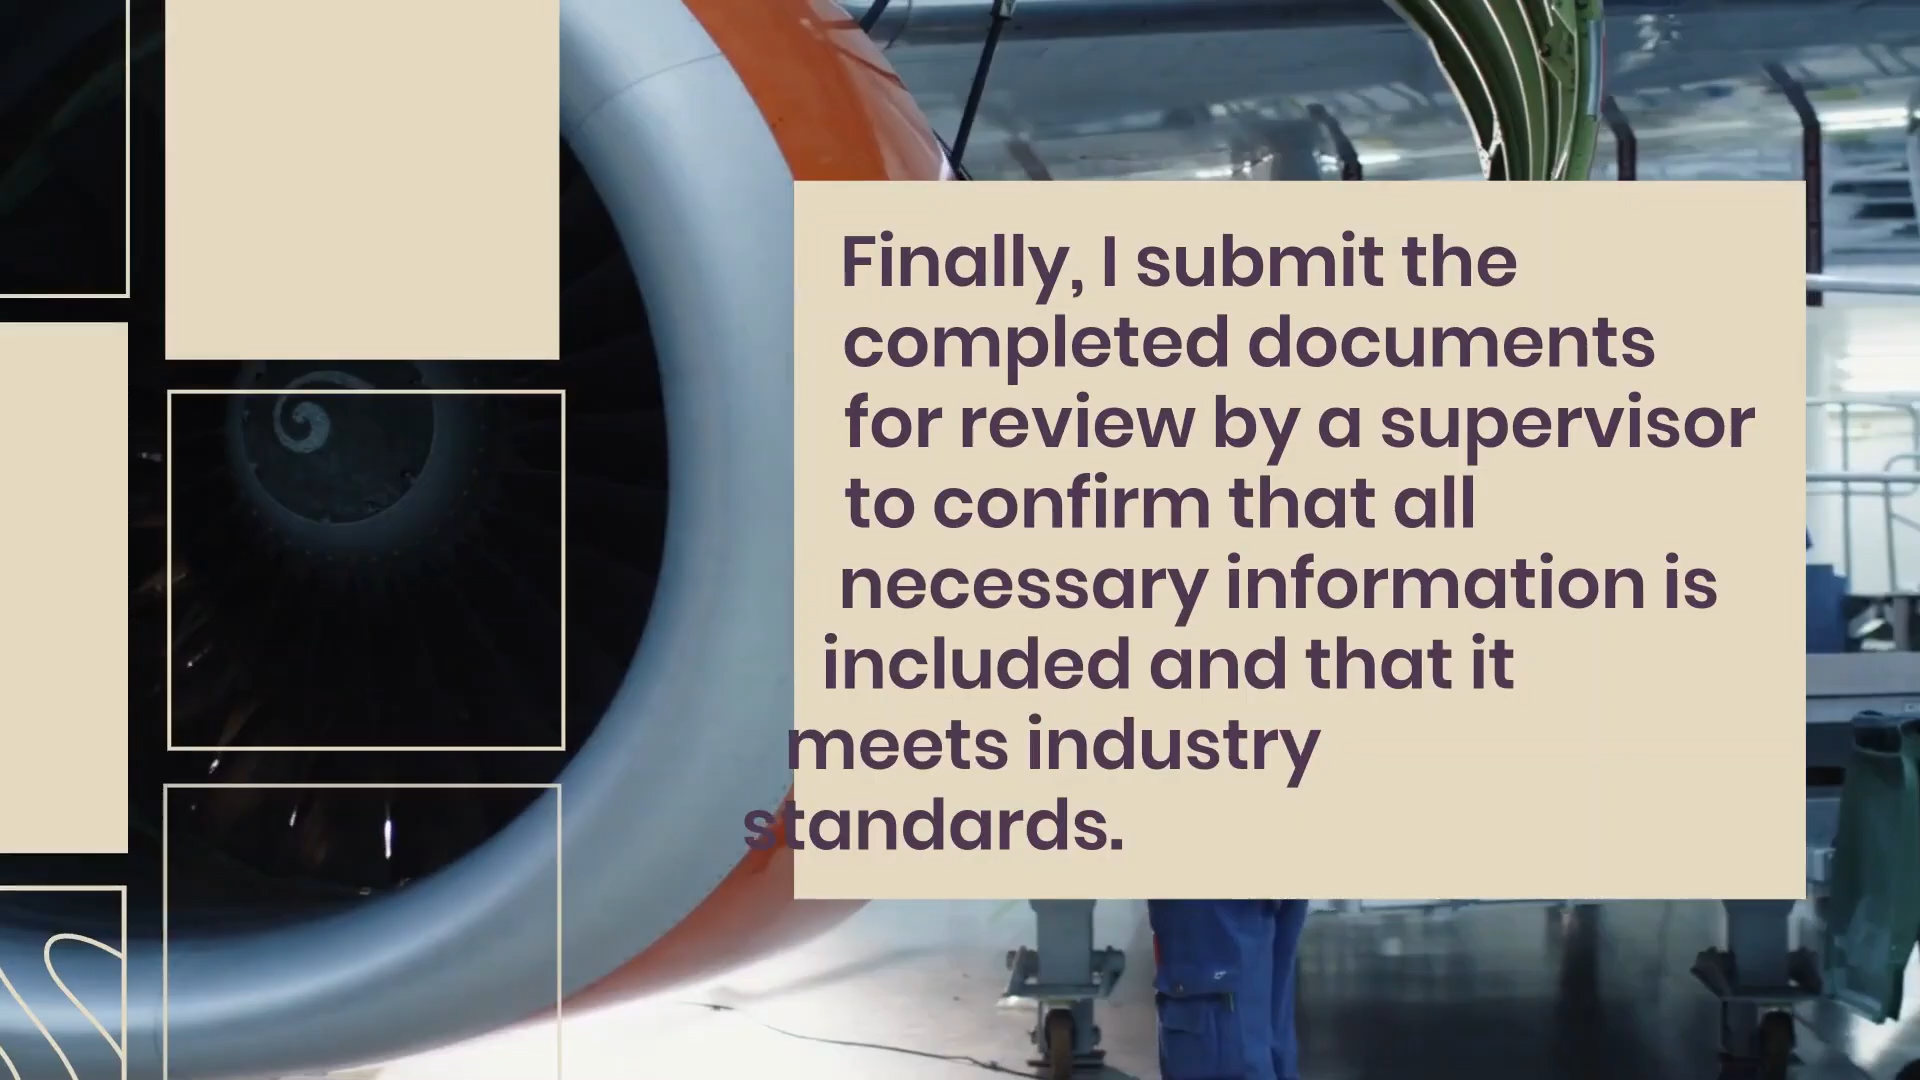 Finally, I submit the
completed documents
for review by a supervisor
to confirm that all
necessary information is
included and that it
meets industry
standards.